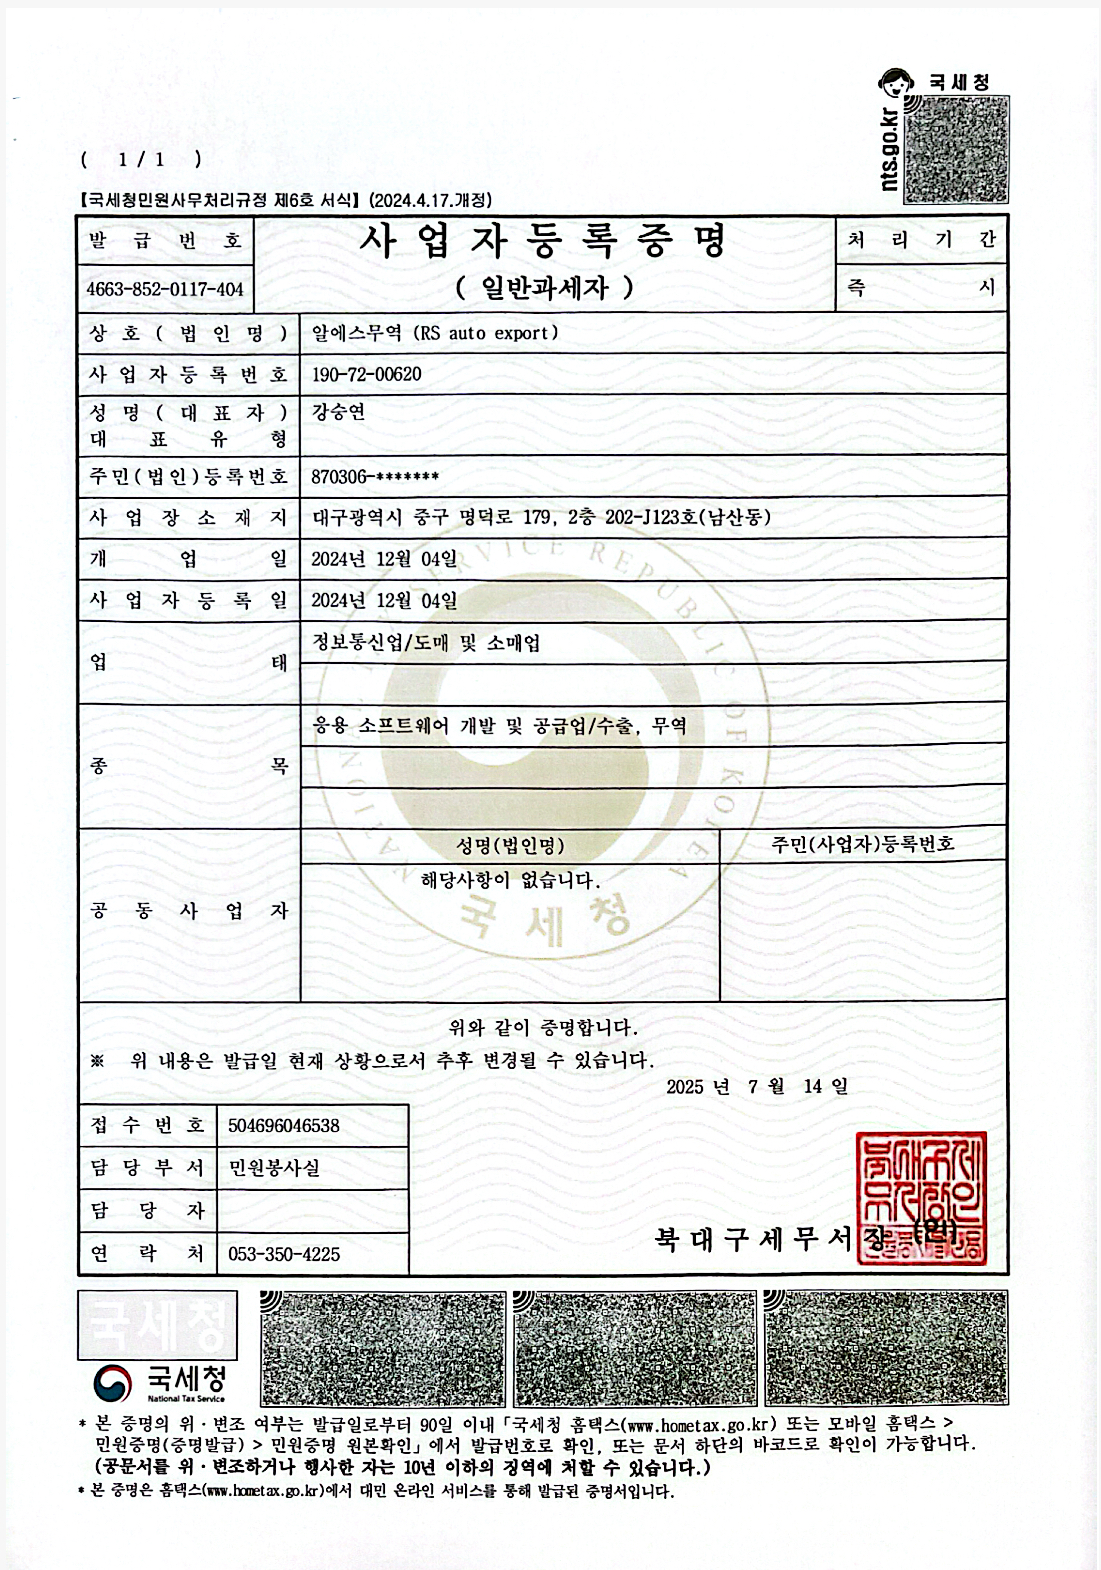 국세청
nts.go.kr
( 1 / 1 )
【국세청민원사무처리규정 제6호 서식】 (2024.4.17.개정)
발 급 번 호
4663-852-0117-404
사 업 자 등 록 증 명
( 일반과세자 )
처 리 기 간
즉 시
상 호 ( 법 인 명 ) 알에스무역 (RS auto export)
사 업 자 등 록 번 호 190-72-00620
성 명 ( 대 표 자 ) 강승연
대 표 유 형
주민(법인)등록번호 870306-*******
사 업 장 소 재 지 대구광역시 중구 명덕로 179, 2층 202-J123호(남산동)
개 업 일 2024년 12월 04일
사 업 자 등 록 일 2024년 12월 04일
업 태 정보통신업/도매 및 소매업
종 목 응용 소프트웨어 개발 및 공급업/수출, 무역
공 동 사 업 자
성명(법인명) 주민(사업자)등록번호
해당사항이 없습니다.
NATIONAL TAX SERVICE REPUBLIC OF KOREA
국세청
위와 같이 증명합니다.
※ 위 내용은 발급일 현재 상황으로서 추후 변경될 수 있습니다.
2025 년 7 월 14 일
접 수 번 호 504696046538
담 당 부 서 민원봉사실
담 당 자
연 락 처 053-350-4225
북 대 구 세 무 서 장 (인)
국세청
국세청
National Tax Service
* 본 증명의 위·변조 여부는 발급일로부터 90일 이내「국세청 홈택스(www.hometax.go.kr) 또는 모바일 홈택스 >
민원증명(증명발급) > 민원증명 원본확인」에서 발급번호로 확인, 또는 문서 하단의 바코드로 확인이 가능합니다.
(공문서를 위·변조하거나 행사한 자는 10년 이하의 징역에 처할 수 있습니다.)
* 본 증명은 홈택스(www.hometax.go.kr)에서 대민 온라인 서비스를 통해 발급된 증명서입니다.